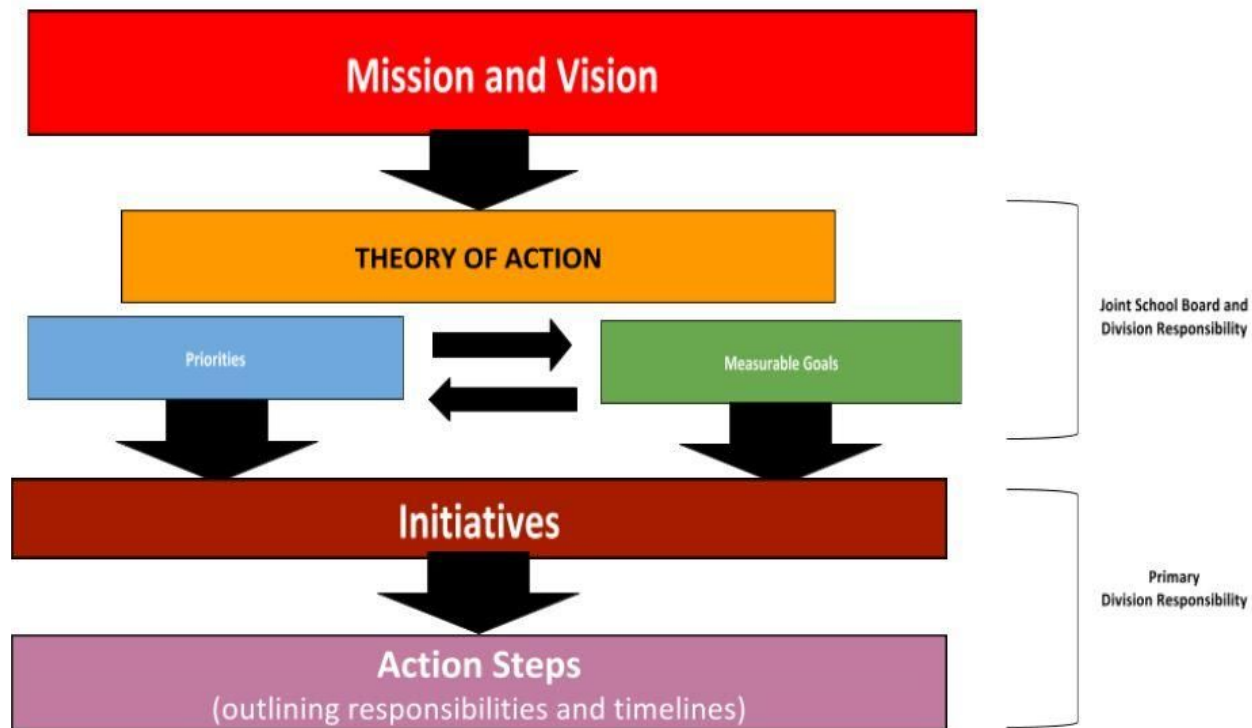 Mission and Vision
THEORY OF ACTION
Joint School Board and
Division Responsibility
Priorities
Measurable Goals
Initiatives
Primary
Division Responsibility
Action Steps
(outlining responsibilities and timelines)